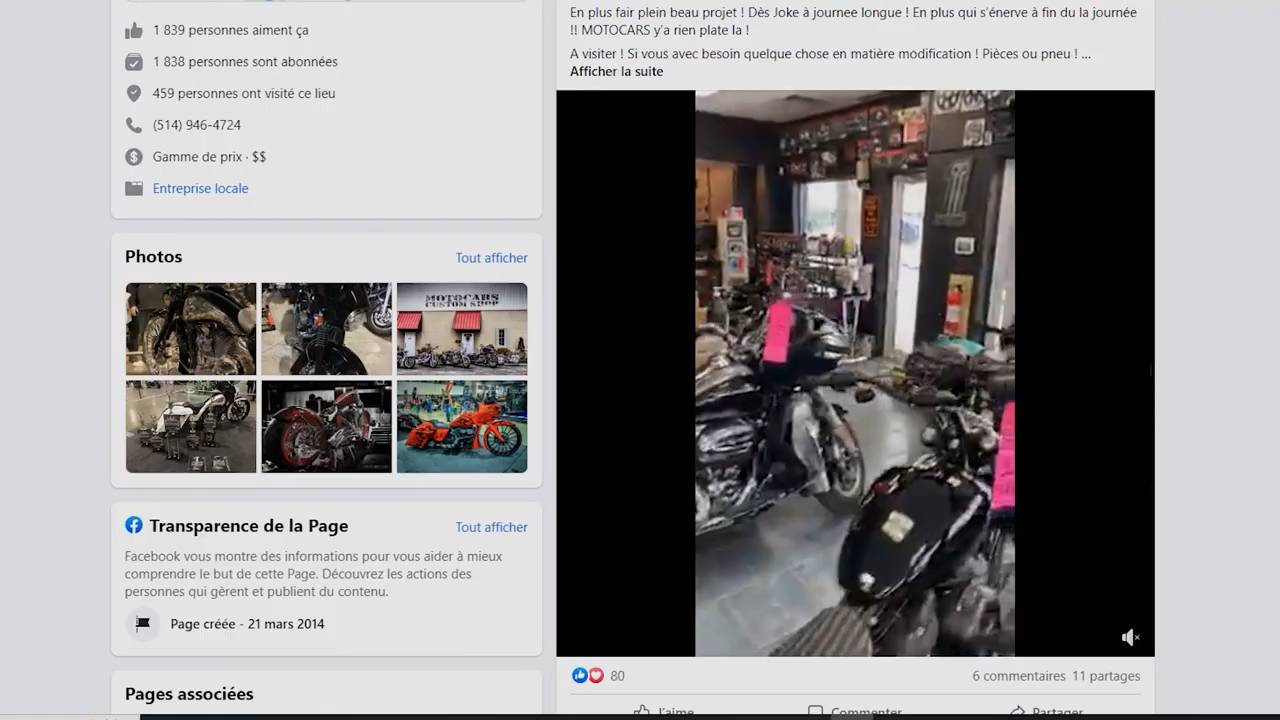 1 839 personnes aiment ça
1 838 personnes sont abonnées
459 personnes ont visité ce lieu
(514) 946-4724
Gamme de prix · $$
Entreprise locale
Photos
Tout afficher
MOTOCARS
CUSTOM SHOP
Transparence de la Page
Tout afficher
Facebook vous montre des informations pour vous aider à mieux
comprendre le but de cette Page. Découvrez les actions des
personnes qui gèrent et publient du contenu.
Page créée - 21 mars 2014
Pages associées
En plus fair plein beau projet ! Dès Joke à journee longue ! En plus qui s'énerve à fin du la journée
!! MOTOCARS y'a rien plate la !
A visiter ! Si vous avec besoin quelque chose en matière modification ! Pièces ou pneu ! ...
Afficher la suite
80
6 commentaires 11 partages
J'aime
Commenter
Partager